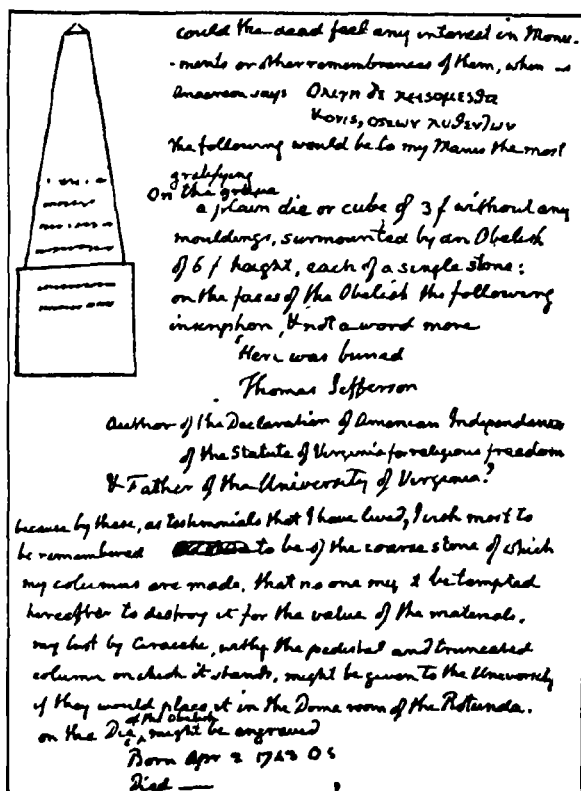 could the dead feel any interest in Monu-
-ments or other remembrances of them, when as
Anacreon says Ολιγη δε κεισομεσθα
Κονις, οστεων λυθεντων
the following would be to my Manes the most
gratifying
On the grave
a plain die or cube of 3 f without any
mouldings, surmounted by an Obelisk
of 6 f height, each of a single stone:
on the faces of the Obelisk the following
inscription, & not a word more
Here was buried
Thomas Jefferson
Author of the Declaration of American Independance
of the Statute of Virginia for religious freedom
& Father of the University of Virginia.
because by these, as testimonials that I have lived, I wish most to
be remembered to be of the coarse stone of which
my columns are made, that no one might be tempted
hereafter to destroy it for the value of the materials.
my bust by Ciracchi, with the pedestal and truncated
column on which it stands, might be given to the University
if they would place it in the Dome room of the Rotunda.
of the Obelisk
on the Die, might be engraved
Born Apr 2 1743 OS
Died —